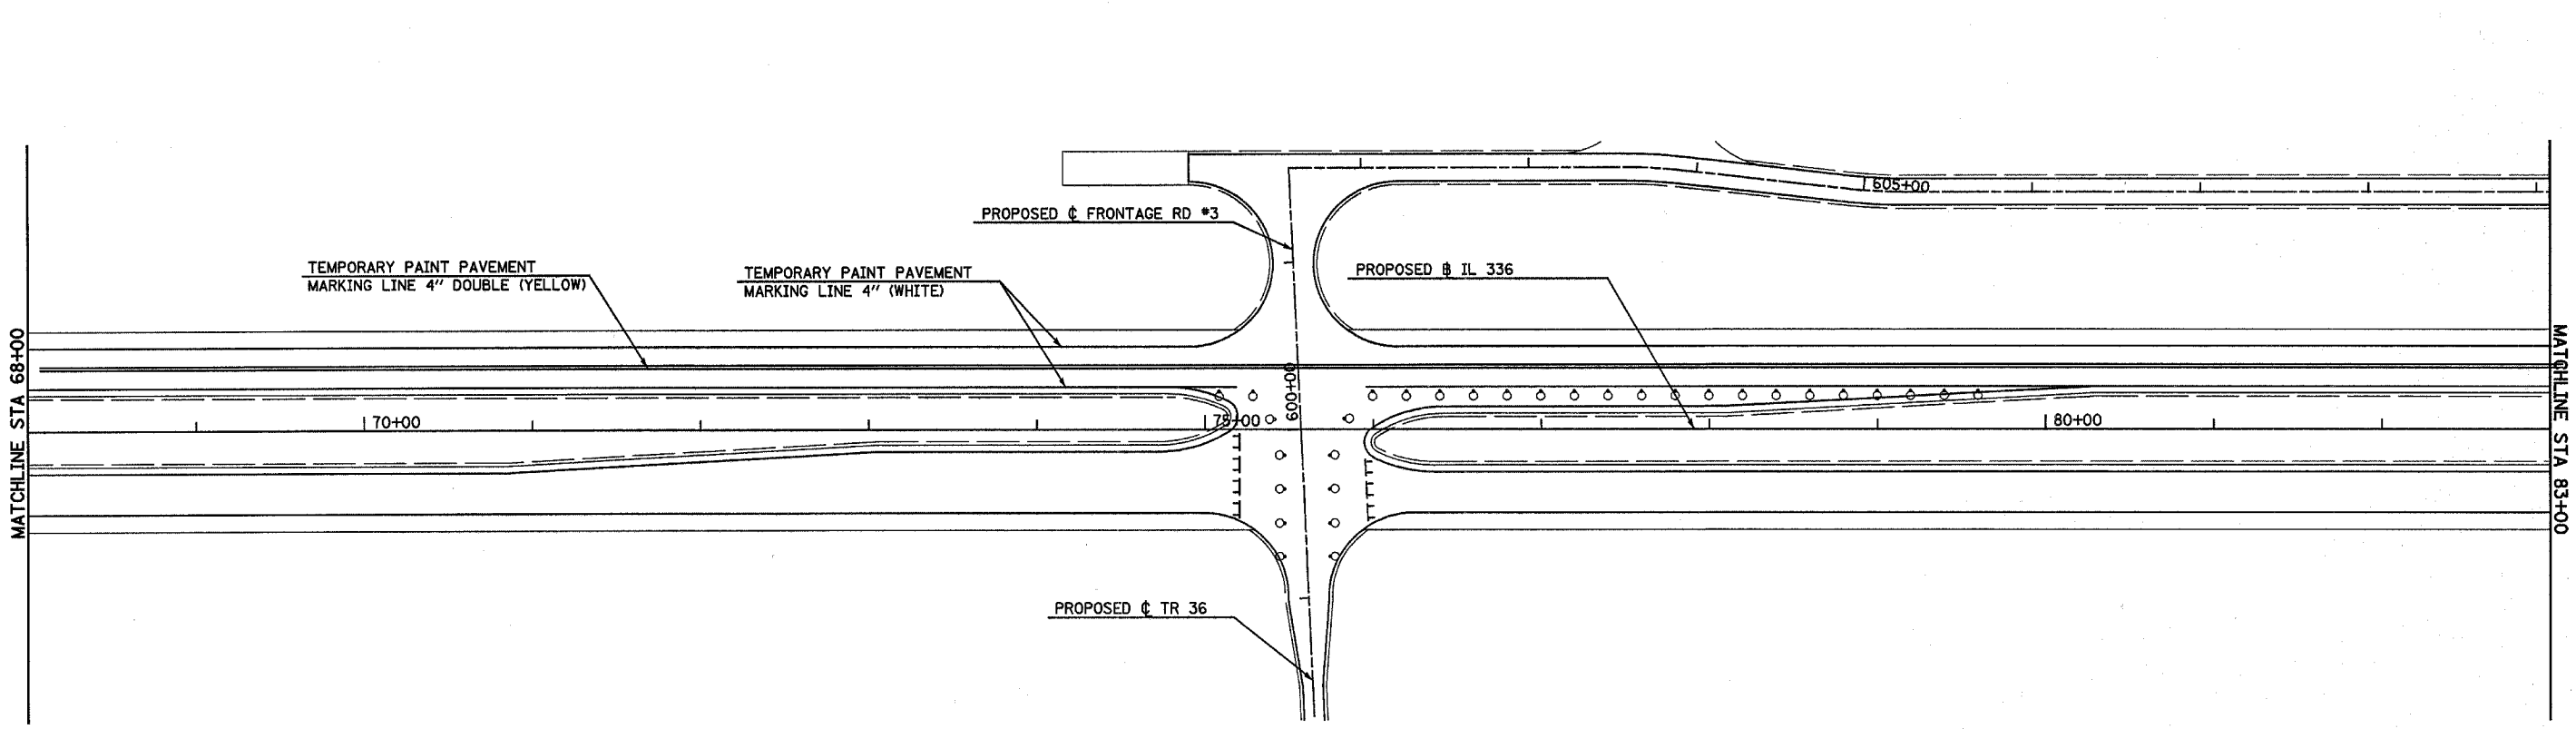 605+00
PROPOSED ℄ FRONTAGE RD #3
TEMPORARY PAINT PAVEMENT
MARKING LINE 4" DOUBLE (YELLOW)
TEMPORARY PAINT PAVEMENT
MARKING LINE 4" (WHITE)
PROPOSED ⅊ IL 336
MATCHLINE STA 68+00
MATCHLINE STA 83+00
600+00
70+00
75+00
80+00
PROPOSED ℄ TR 36